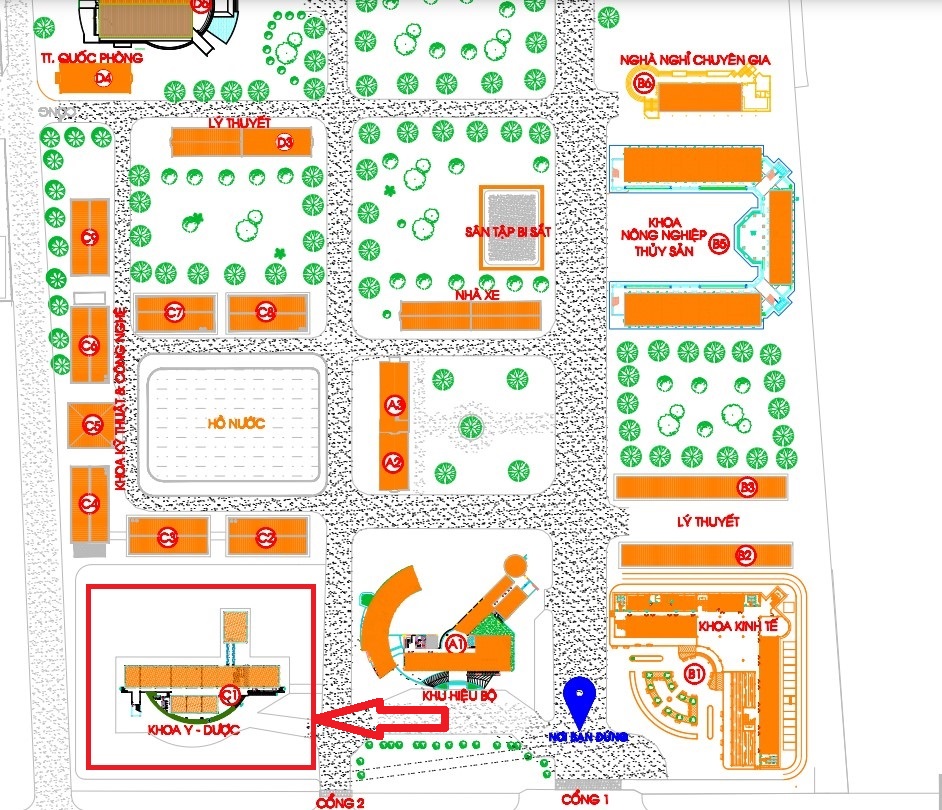 D5
TT. QUỐC PHÒNG
D4
CỔNG
NGHÀ NGHỈ CHUYÊN GIA
B6
LÝ THUYẾT
D3
C9
SÂN TẬP BI SẮT
KHOA
NÔNG NGHIỆP
THỦY SẢN
B5
C7
C8
NHÀ XE
C6
KHOA KỸ THUẬT & CÔNG NGHỆ
C5
HỒ NƯỚC
A3
A2
C4
B3
LÝ THUYẾT
C3
C2
B2
KHOA KINH TẾ
A1
B1
C1
KHU HIỆU BỘ
KHOA Y - DƯỢC
NƠI BẠN ĐỨNG
CỔNG 2
CỔNG 1